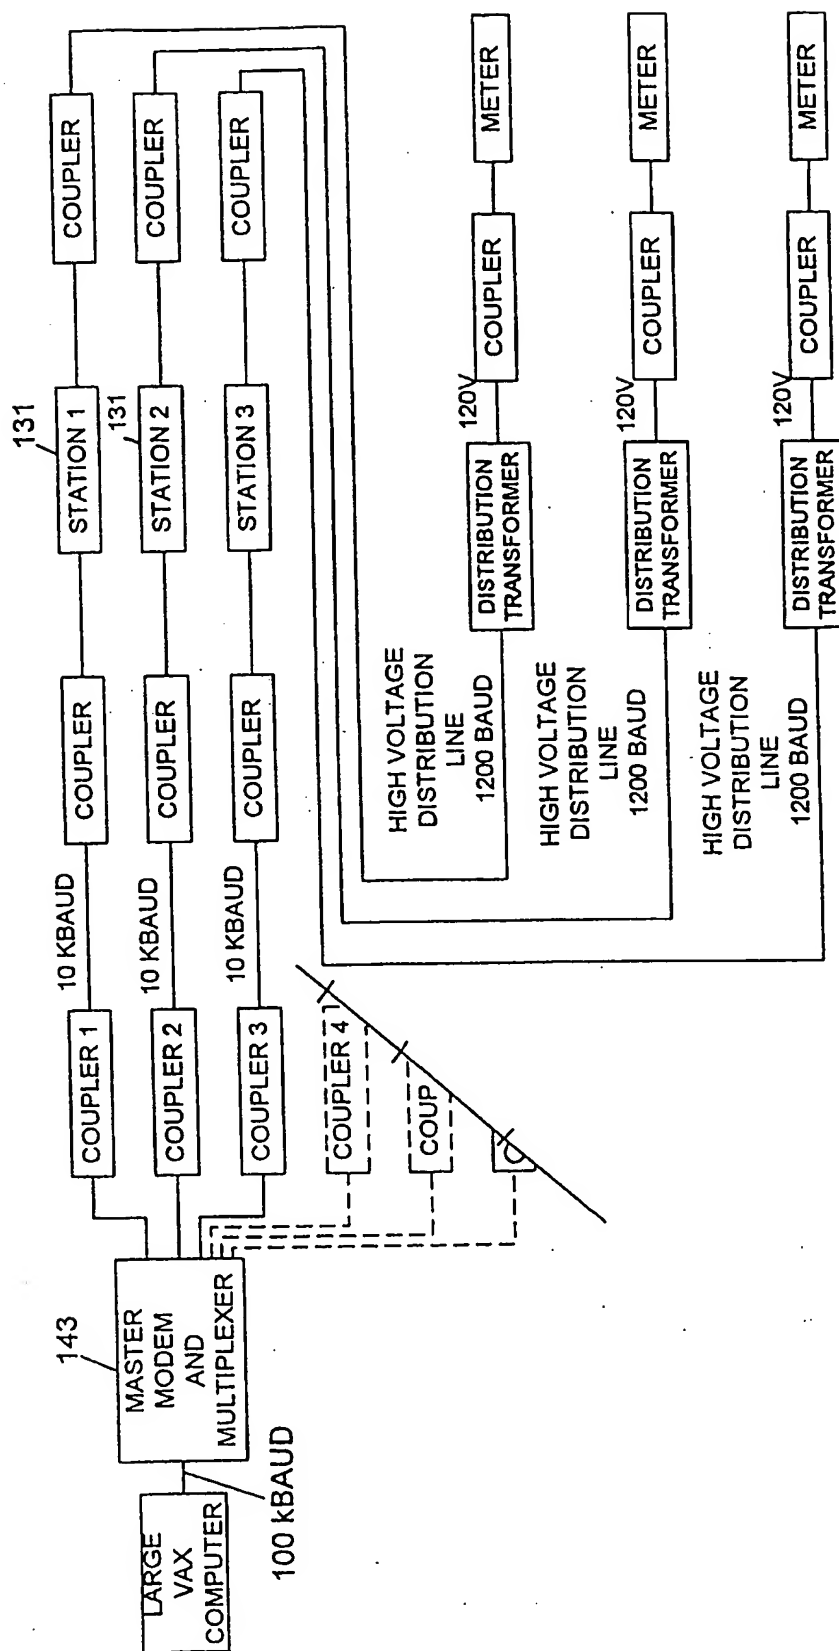 LARGE
VAX
COMPUTER
100 kBAUD
143
MASTER
MODEM
AND
MULTIPLEXER
COUPLER 1
10 KBAUD
COUPLER
131
STATION 1
COUPLER
COUPLER 2
10 KBAUD
COUPLER
131
STATION 2
COUPLER
COUPLER 3
10 KBAUD
COUPLER
STATION 3
COUPLER
COUPLER 4
COUP
HIGH VOLTAGE
DISTRIBUTION
LINE
1200 BAUD
DISTRIBUTION
TRANSFORMER
120V
COUPLER
METER
HIGH VOLTAGE
DISTRIBUTION
LINE
1200 BAUD
DISTRIBUTION
TRANSFORMER
120V
COUPLER
METER
HIGH VOLTAGE
DISTRIBUTION
LINE
1200 BAUD
DISTRIBUTION
TRANSFORMER
120V
COUPLER
METER